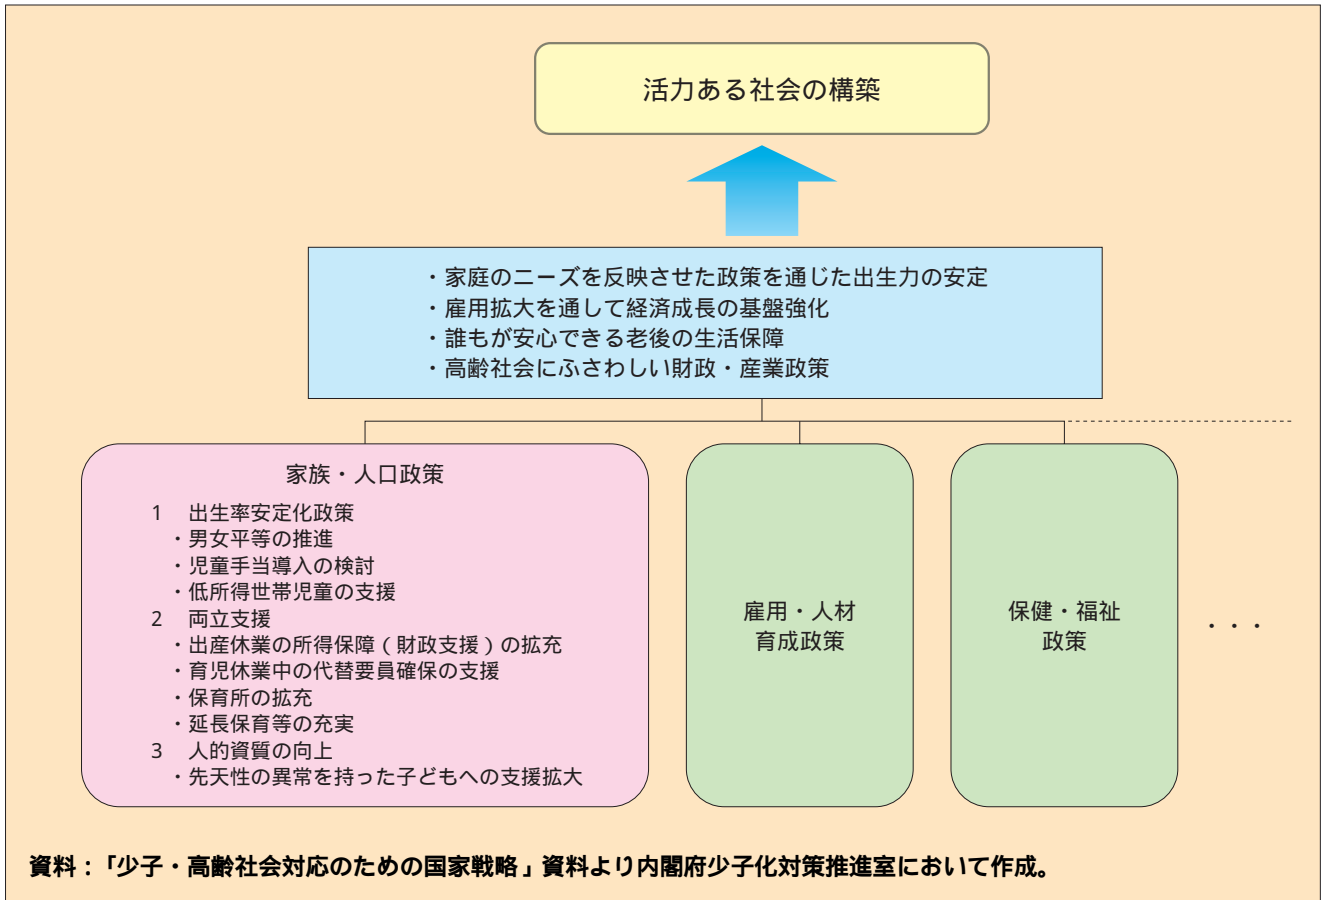 活力ある社会の構築
・家庭のニーズを反映させた政策を通じた出生力の安定
・雇用拡大を通して経済成長の基盤強化
・誰もが安心できる老後の生活保障
・高齢社会にふさわしい財政・産業政策
家族・人口政策
1　出生率安定化政策
・男女平等の推進
・児童手当導入の検討
・低所得世帯児童の支援
2　両立支援
・出産休業の所得保障（財政支援）の拡充
・育児休業中の代替要員確保の支援
・保育所の拡充
・延長保育等の充実
3　人的資質の向上
・先天性の異常を持った子どもへの支援拡大
雇用・人材
育成政策
保健・福祉
政策
・・・
資料：「少子・高齢社会対応のための国家戦略」資料より内閣府少子化対策推進室において作成。